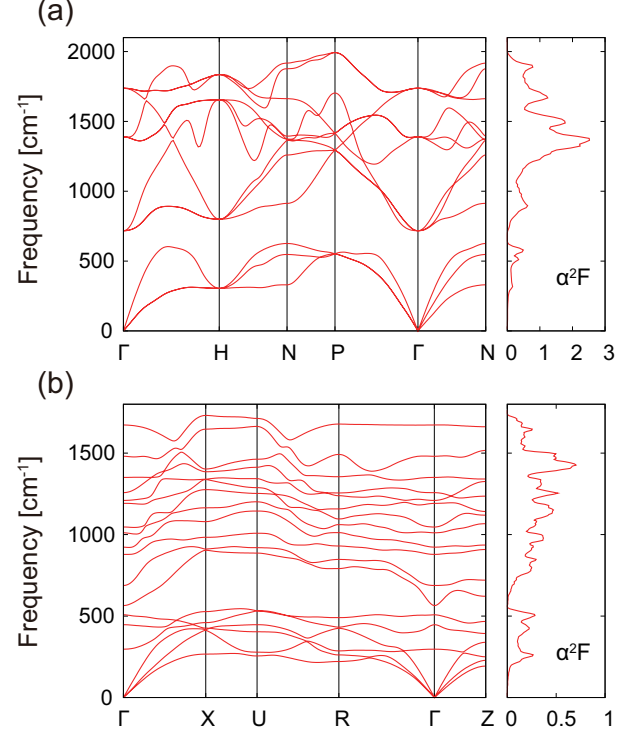 (a)
2000
1500
1000
500
0
Frequency [cm⁻¹]
Γ H N P Γ N
α²F
0 1 2 3
(b)
1500
1000
500
0
Frequency [cm⁻¹]
Γ X U R Γ Z
α²F
0 0.5 1